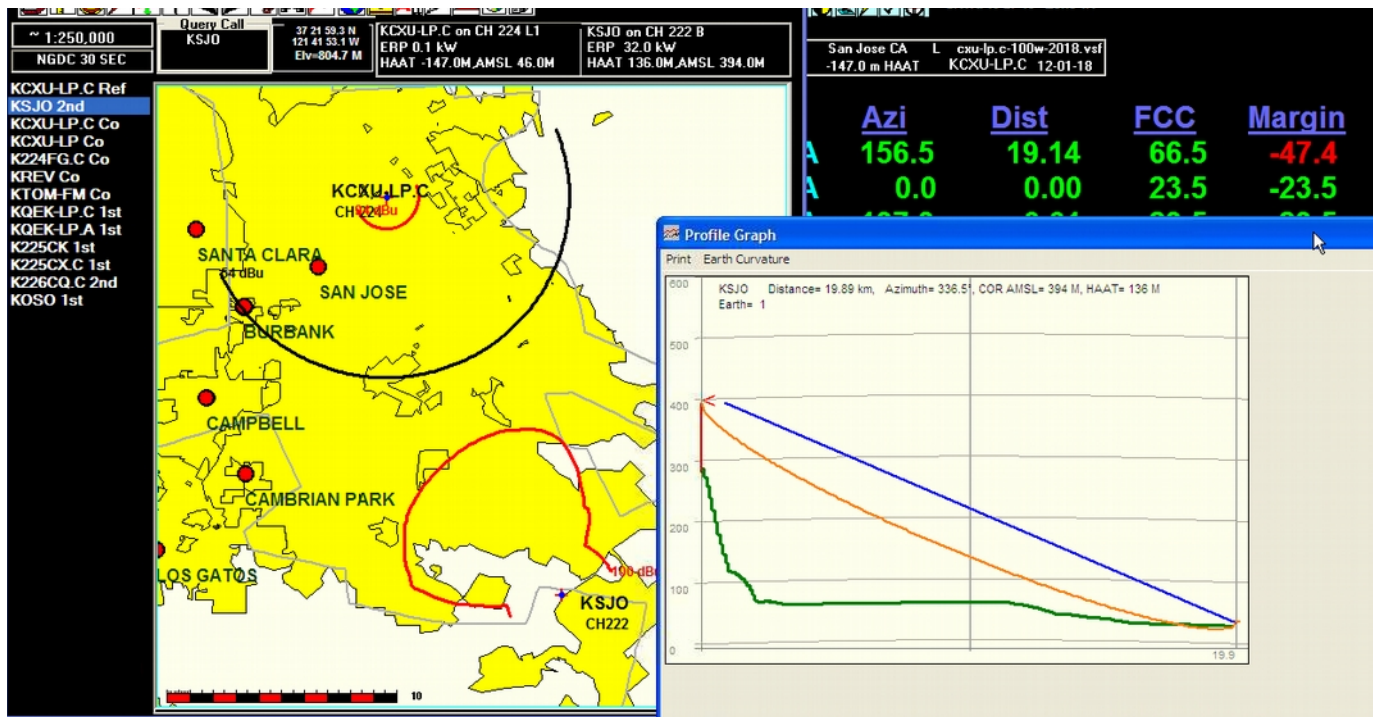 ~ 1:250,000
NGDC 30 SEC
Query Call
KSJO
37 21 59.3 N
121 41 53.1 W
Elv=804.7 M
KCXU-LP.C on CH 224 L1
ERP 0.1 kW
HAAT -147.0M,AMSL 46.0M
KSJO on CH 222 B
ERP 32.0 kW
HAAT 136.0M,AMSL 394.0M
KCXU-LP.C Ref
KSJO 2nd
KCXU-LP.C Co
KCXU-LP Co
K224FG.C Co
KREV Co
KTOM-FM Co
KQEK-LP.C 1st
KQEK-LP.A 1st
K225CK 1st
K225CX.C 1st
K226CQ.C 2nd
KOSO 1st
KCXU-LP.C
CH 224
SANTA CLARA
54 dBu
SAN JOSE
BURBANK
CAMPBELL
CAMBRIAN PARK
LOS GATOS
100 dBu
KSJO
CH222
10
San Jose CA L cxu-lp.c-100w-2018.vsf
-147.0 m HAAT KCXU-LP.C 12-01-18
Azi Dist FCC Margin
A 156.5 19.14 66.5 -47.4
A 0.0 0.00 23.5 -23.5
Profile Graph
Print Earth Curvature
KSJO Distance= 19.89 km, Azimuth= 336.5°, COR AMSL= 394 M, HAAT= 136 M
Earth= 1
600
500
400
300
200
100
0
19.9